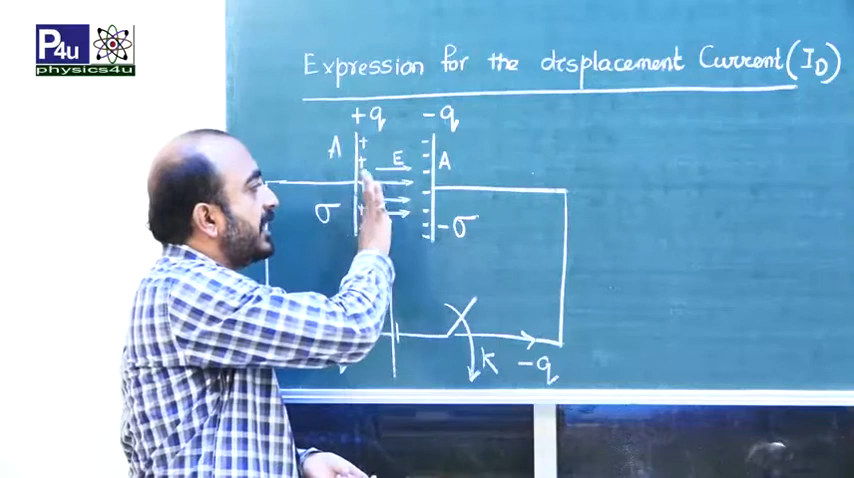 P4u
physics4u
Expression for the displacement Current (I_D)
+q -q
A E A
σ -σ
K -q